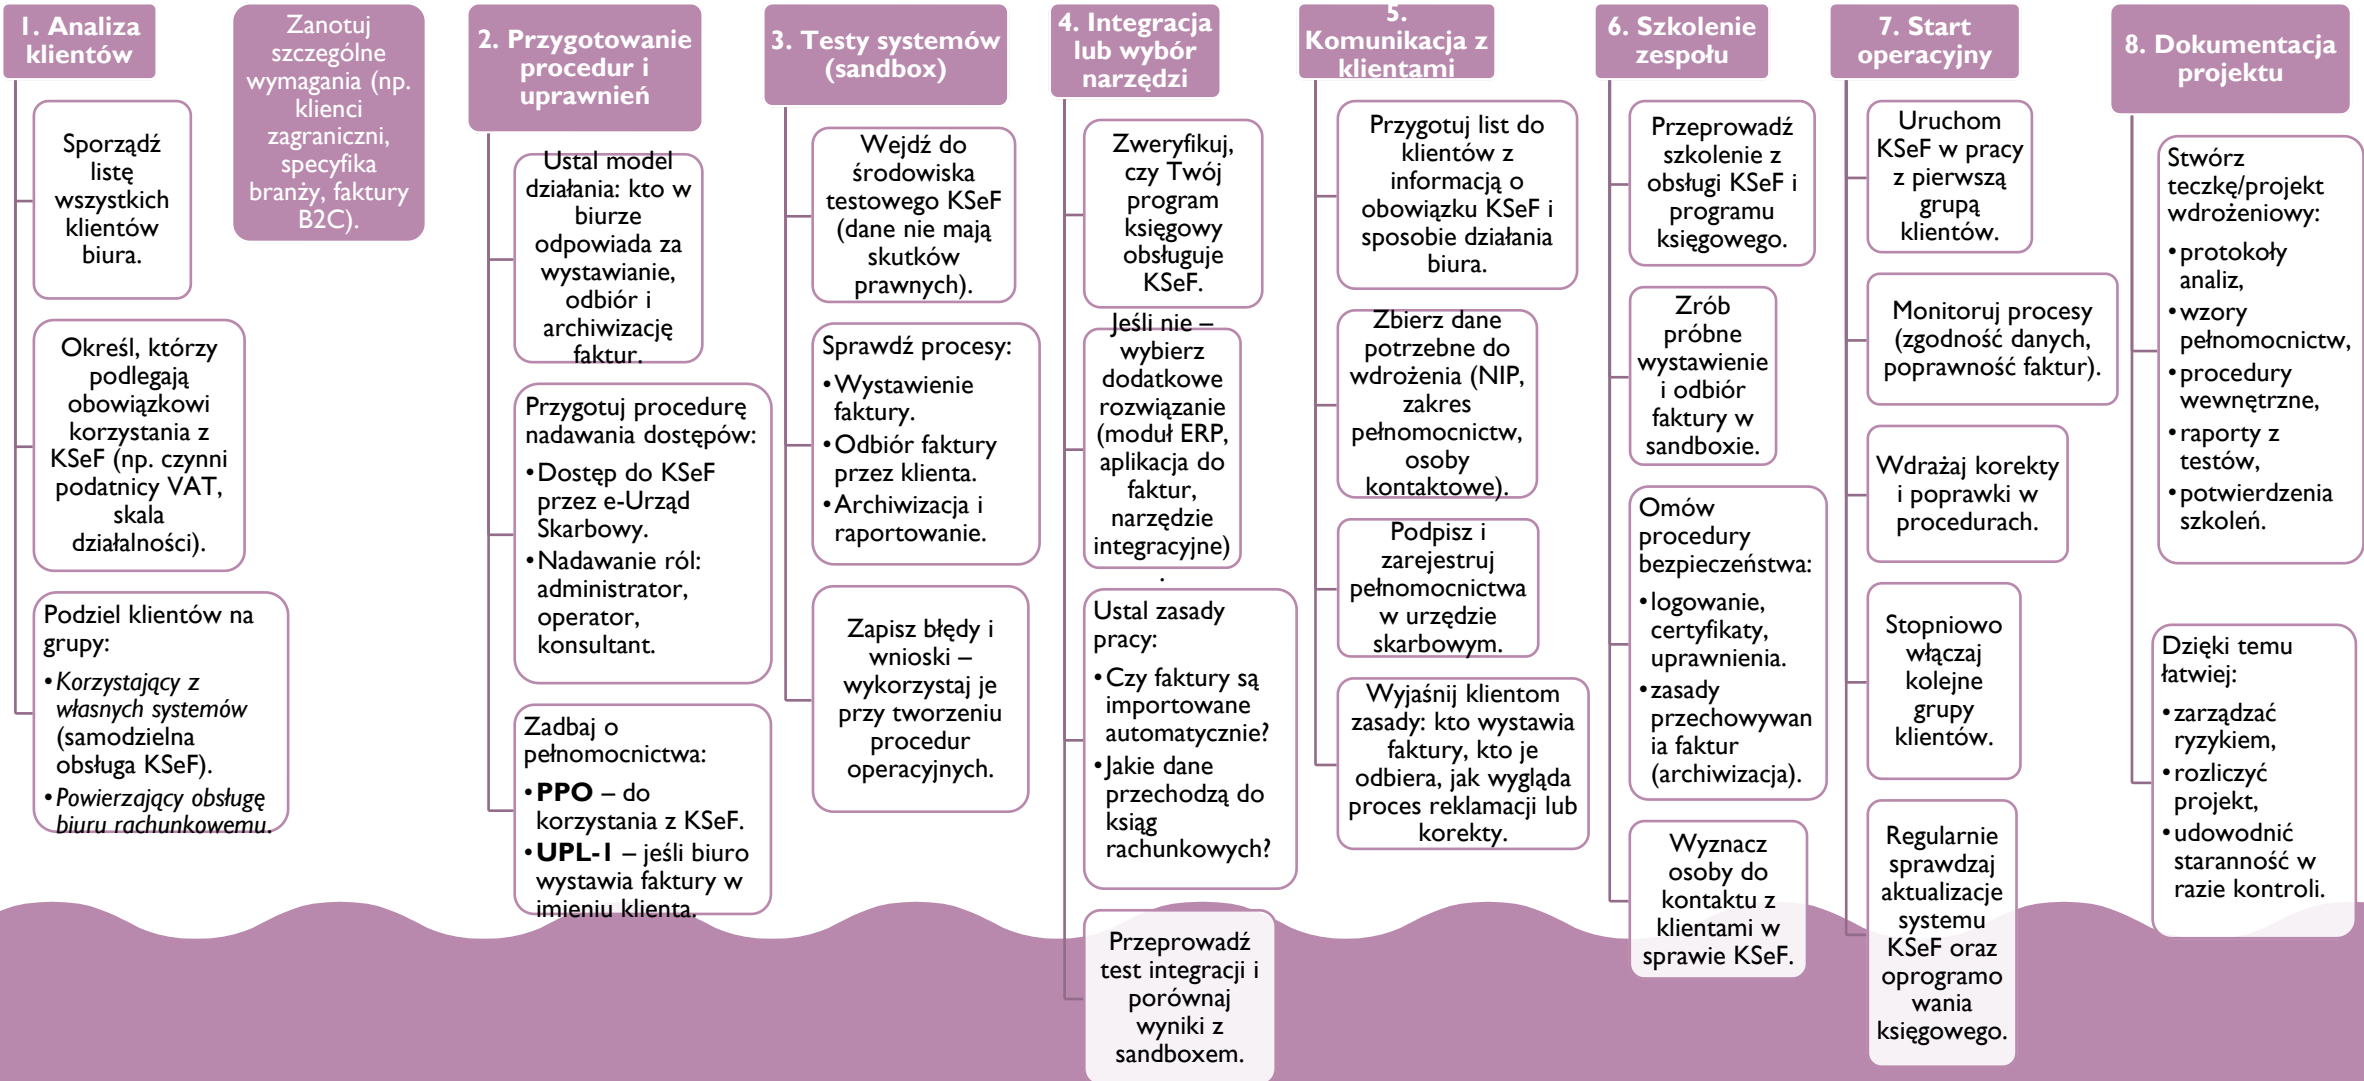 1. Analiza
klientów
Sporządź
listę
wszystkich
klientów
biura.
Określ, którzy
podlegają
obowiązkowi
korzystania z
KSeF (np. czynni
podatnicy VAT,
skala
działalności).
Podziel klientów na
grupy:
•Korzystający z
własnych systemów
(samodzielna
obsługa KSeF).
•Powierzający obsługę
biuru rachunkowemu.
Zanotuj
szczególne
wymagania (np.
klienci
zagraniczni,
specyfika
branży, faktury
B2C).
2. Przygotowanie
procedur i
uprawnień
Ustal model
działania: kto w
biurze
odpowiada za
wystawianie,
odbiór i
archiwizację
faktur.
Przygotuj procedurę
nadawania dostępów:
•Dostęp do KSeF
przez e-Urząd
Skarbowy.
•Nadawanie ról:
administrator,
operator,
konsultant.
Zadbaj o
pełnomocnictwa:
•PPO – do
korzystania z KSeF.
•UPL-1 – jeśli biuro
wystawia faktury w
imieniu klienta.
3. Testy systemów
(sandbox)
Wejdź do
środowiska
testowego KSeF
(dane nie mają
skutków
prawnych).
Sprawdź procesy:
•Wystawienie
faktury.
•Odbiór faktury
przez klienta.
•Archiwizacja i
raportowanie.
Zapisz błędy i
wnioski –
wykorzystaj je
przy tworzeniu
procedur
operacyjnych.
4. Integracja
lub wybór
narzędzi
Zweryfikuj,
czy Twój
program
księgowy
obsługuje
KSeF.
Jeśli nie –
wybierz
dodatkowe
rozwiązanie
(moduł ERP,
aplikacja do
faktur,
narzędzie
integracyjne)
.
Ustal zasady
pracy:
•Czy faktury są
importowane
automatycznie?
•Jakie dane
przechodzą do
ksiąg
rachunkowych?
Przeprowadź
test integracji i
porównaj
wyniki z
sandboxem.
5.
Komunikacja z
klientami
Przygotuj list do
klientów z
informacją o
obowiązku KSeF i
sposobie działania
biura.
Zbierz dane
potrzebne do
wdrożenia (NIP,
zakres
pełnomocnictw,
osoby
kontaktowe).
Podpisz i
zarejestruj
pełnomocnictwa
w urzędzie
skarbowym.
Wyjaśnij klientom
zasady: kto wystawia
faktury, kto je
odbiera, jak wygląda
proces reklamacji lub
korekty.
6. Szkolenie
zespołu
Przeprowadź
szkolenie z
obsługi KSeF i
programu
księgowego.
Zrób
próbne
wystawienie
i odbiór
faktury w
sandboxie.
Omów
procedury
bezpieczeństwa:
•logowanie,
certyfikaty,
uprawnienia.
•zasady
przechowywan
ia faktur
(archiwizacja).
Wyznacz
osoby do
kontaktu z
klientami w
sprawie KSeF.
7. Start
operacyjny
Uruchom
KSeF w pracy
z pierwszą
grupą
klientów.
Monitoruj procesy
(zgodność danych,
poprawność faktur).
Wdrażaj korekty
i poprawki w
procedurach.
Stopniowo
włączaj
kolejne
grupy
klientów.
Regularnie
sprawdzaj
aktualizacje
systemu
KSeF oraz
oprogramo
wania
księgowego.
8. Dokumentacja
projektu
Stwórz
teczkę/projekt
wdrożeniowy:
•protokoły
analiz,
•wzory
pełnomocnictw,
•procedury
wewnętrzne,
•raporty z
testów,
•potwierdzenia
szkoleń.
Dzięki temu
łatwiej:
•zarządzać
ryzykiem,
•rozliczyć
projekt,
•udowodnić
staranność w
razie kontroli.